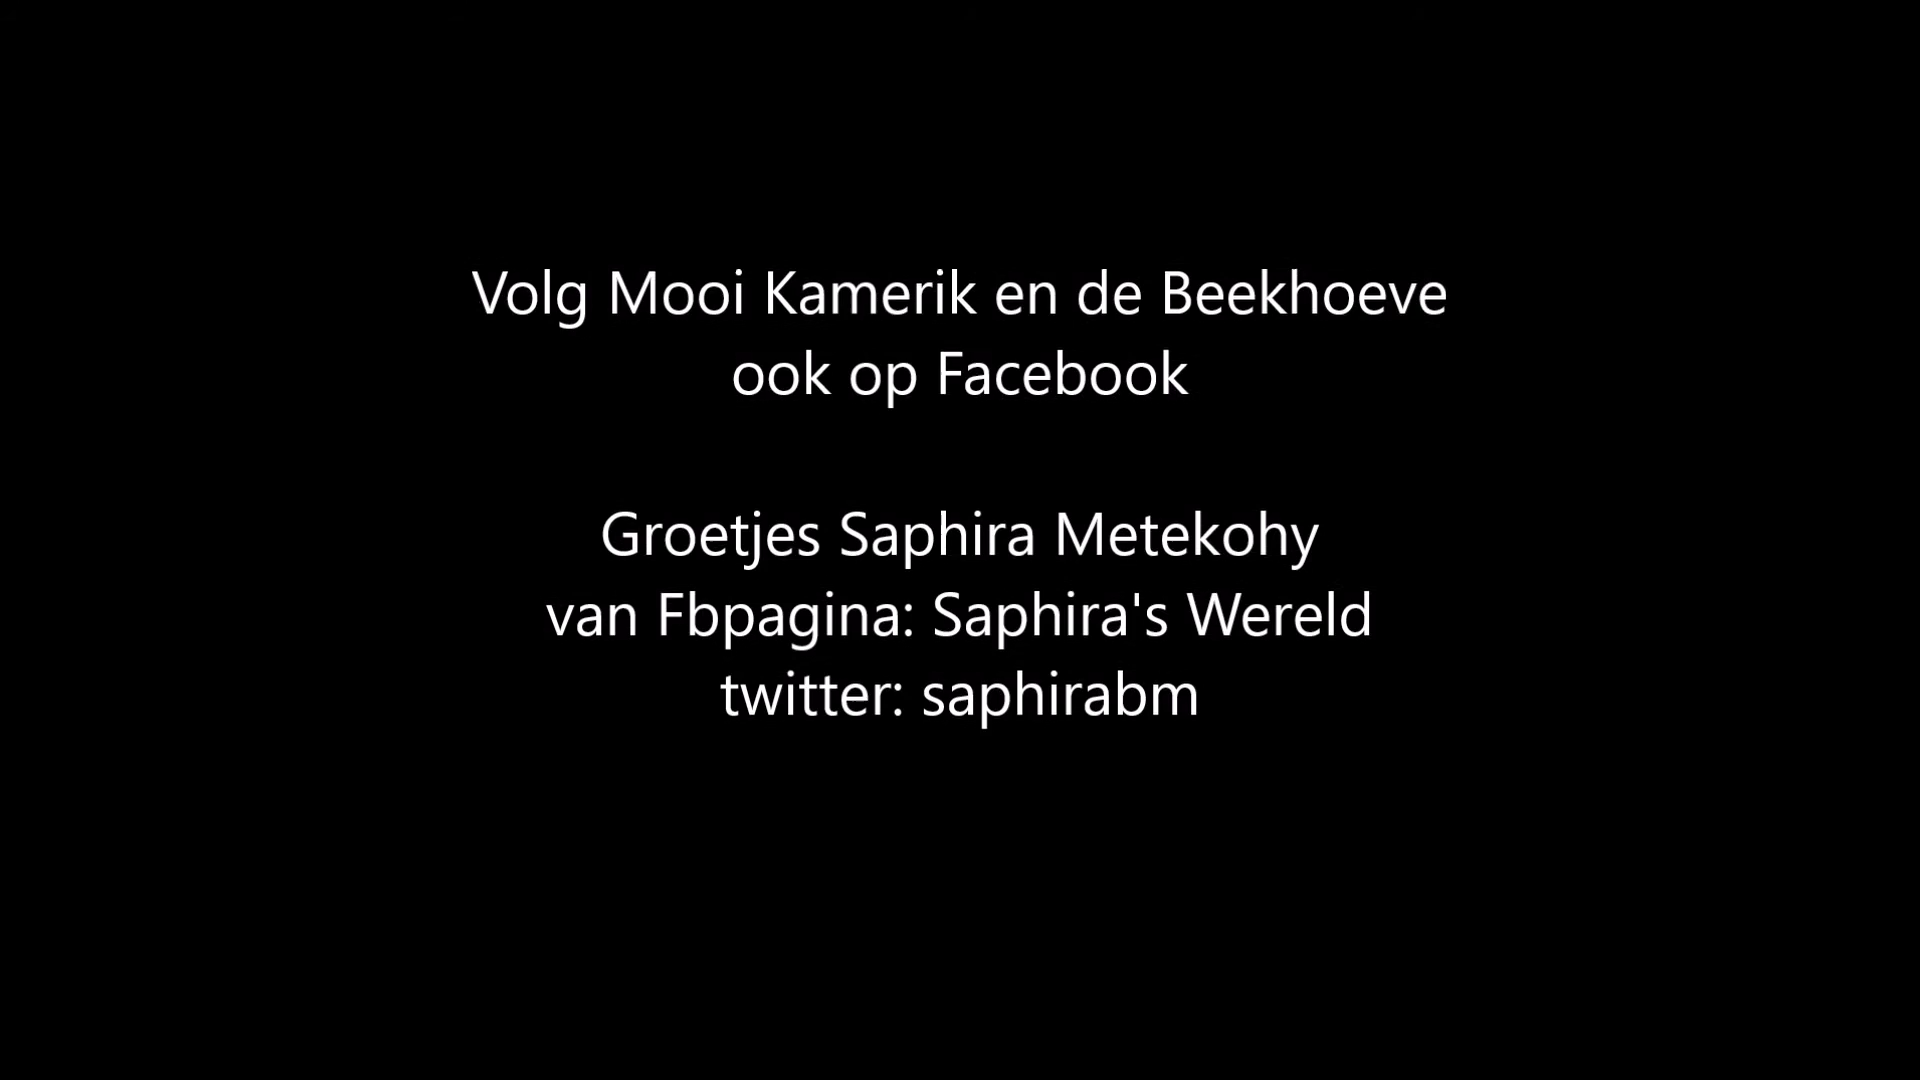 Volg Mooi Kamerik en de Beekhoeve
ook op Facebook
Groetjes Saphira Metekohy
van Fbpagina: Saphira's Wereld
twitter: saphirabm